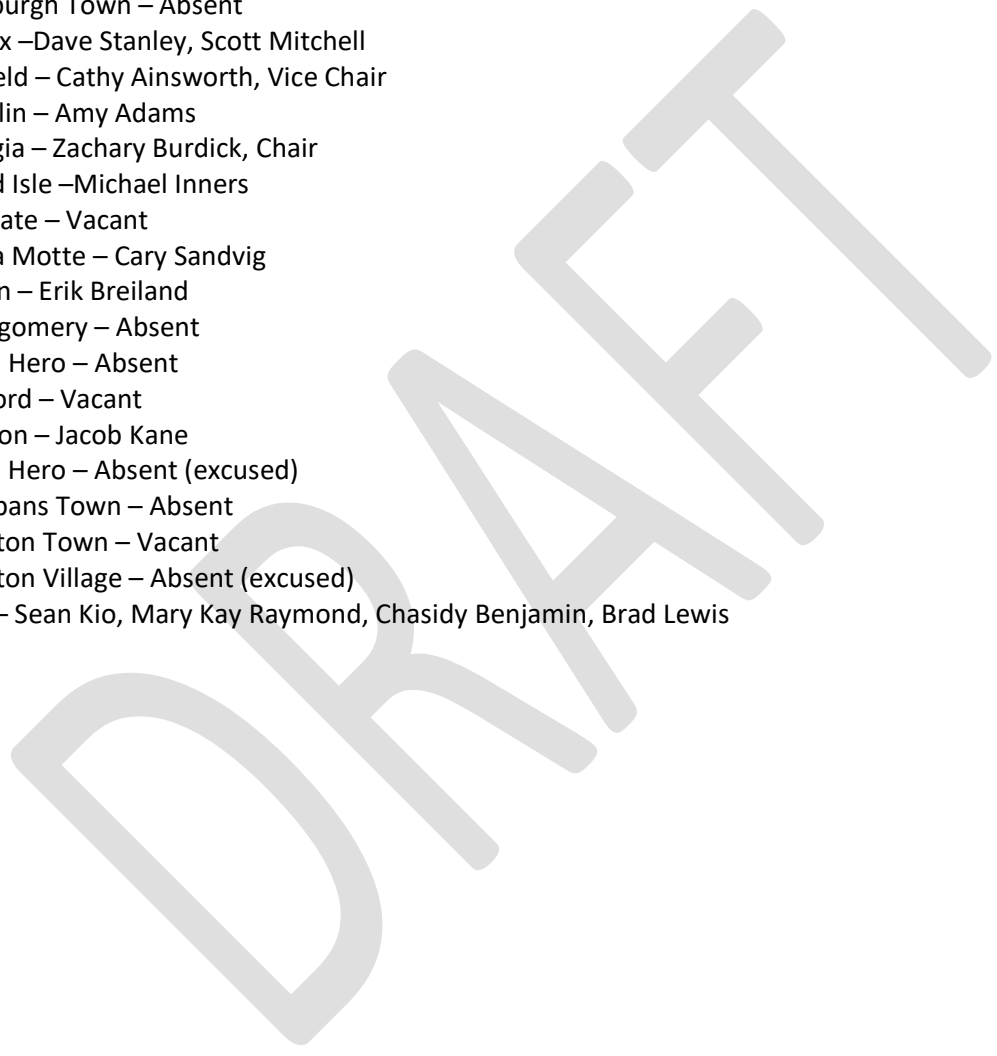 burgh Town – Absent
x –Dave Stanley, Scott Mitchell
eld – Cathy Ainsworth, Vice Chair
lin – Amy Adams
gia – Zachary Burdick, Chair
d Isle –Michael Inners
ate – Vacant
a Motte – Cary Sandvig
n – Erik Breiland
gomery – Absent
Hero – Absent
ord – Vacant
on – Jacob Kane
Hero – Absent (excused)
bans Town – Absent
ton Town – Vacant
ton Village – Absent (excused)
– Sean Kio, Mary Kay Raymond, Chasidy Benjamin, Brad Lewis
DRAFT